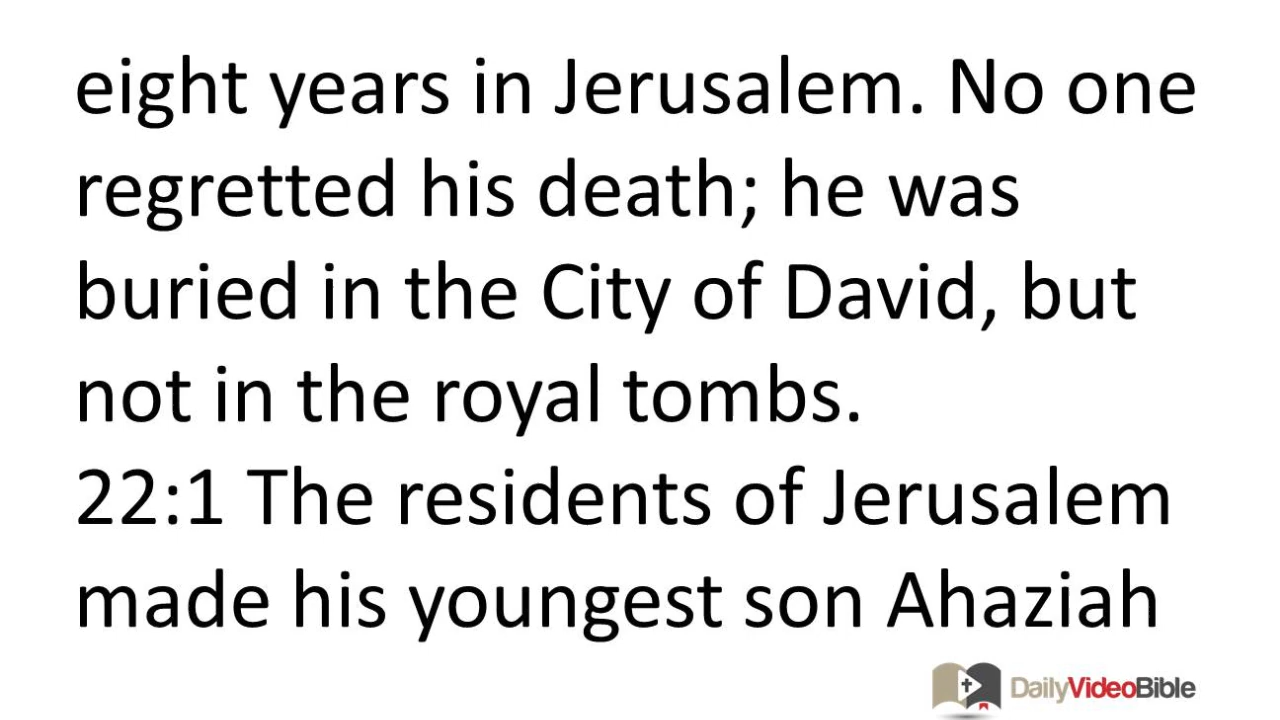 eight years in Jerusalem. No one
regretted his death; he was
buried in the City of David, but
not in the royal tombs.
22:1 The residents of Jerusalem
made his youngest son Ahaziah
DailyVideoBible